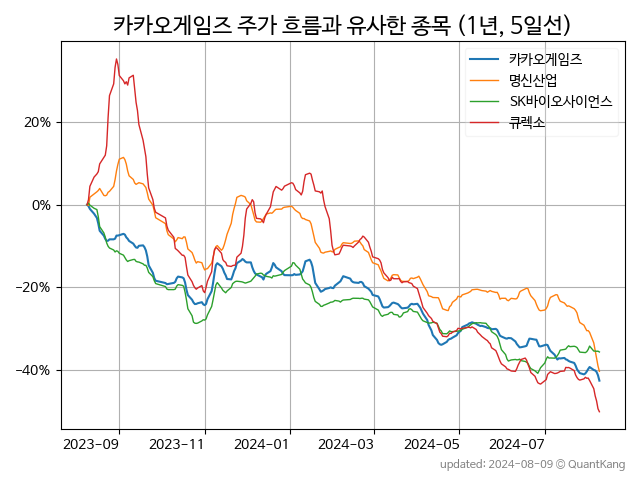 카카오게임즈 주가 흐름과 유사한 종목 (1년, 5일선)
카카오게임즈
명신산업
SK바이오사이언스
큐렉소
20%
0%
−20%
−40%
2023-09 2023-11 2024-01 2024-03 2024-05 2024-07
updated: 2024-08-09 © QuantKang